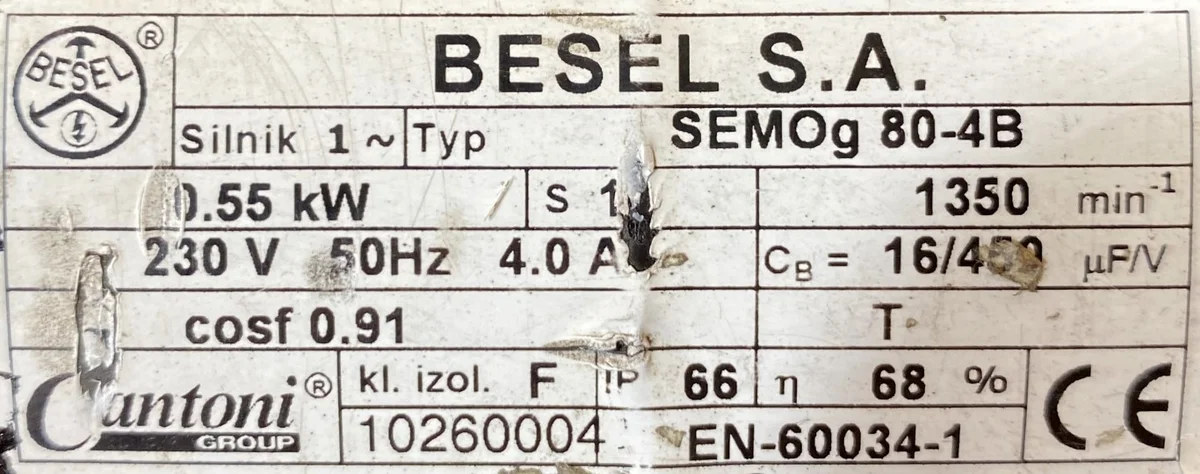 BESEL ®
BESEL S.A.
Silnik 1 ~ Typ SEMOg 80-4B
0.55 kW S 1 1350 min-1
230 V 50Hz 4.0 A CB = 16/450 µF/V
cosf 0.91 T
Cantoni ® GROUP
kl. izol. F IP 66 η 68 %
10260004 EN-60034-1
CE